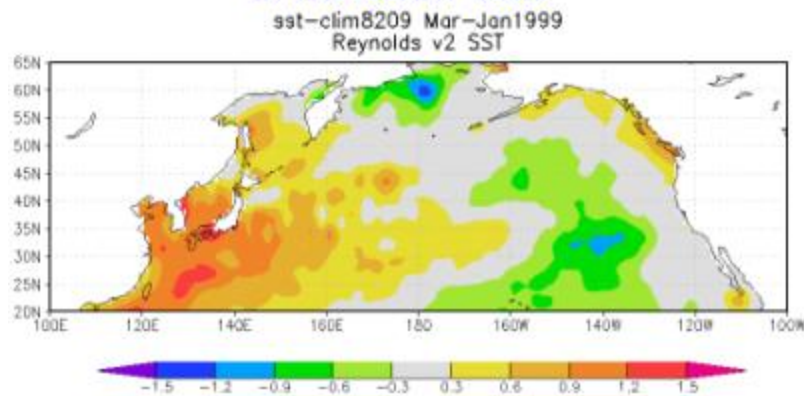 sst-clim8209 Mar-Jan1999
Reynolds v2 SST
65N
60N
55N
50N
45N
40N
35N
30N
25N
20N
100E 120E 140E 160E 180 160W 140W 120W 100W
-1.5 -1.2 -0.9 -0.6 -0.3 0.3 0.6 0.9 1.2 1.5